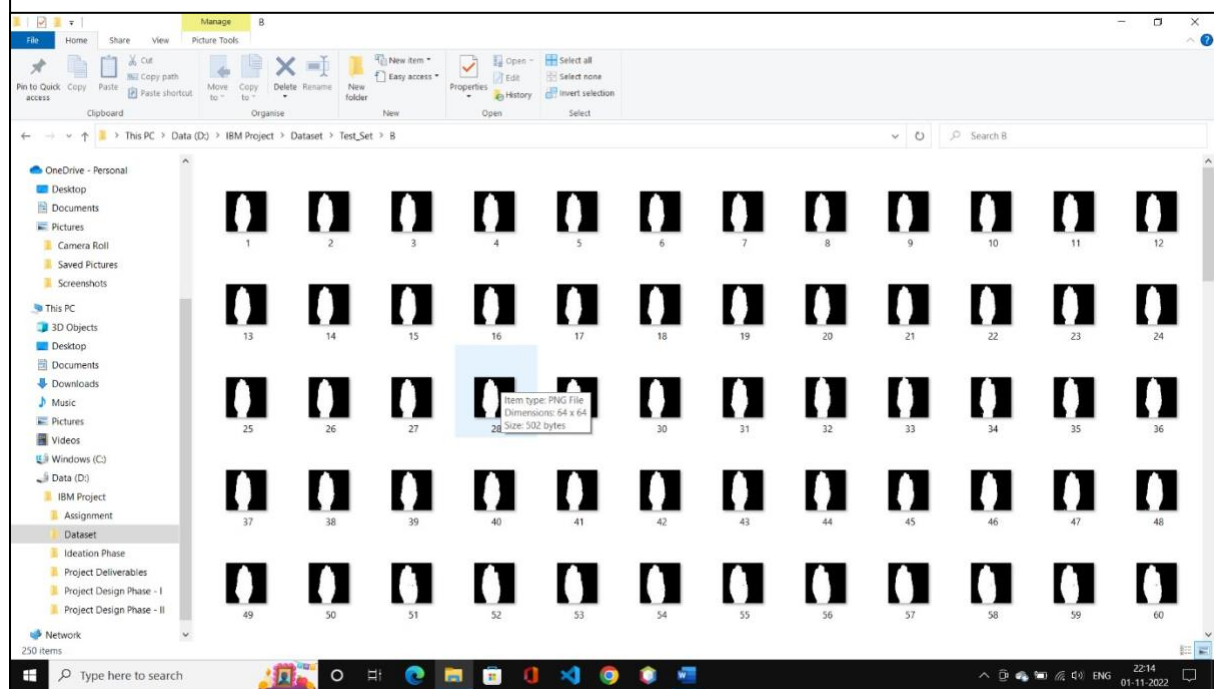 Manage B
File Home Share View Picture Tools
Pin to Quick access
Copy
Paste
Cut
Copy path
Paste shortcut
Clipboard
Move to
Copy to
Delete
Rename
Organise
New folder
New item
Easy access
New
Properties
Open
Edit
History
Open
Select all
Select none
Invert selection
Select
> This PC > Data (D:) > IBM Project > Dataset > Test_Set > B
Search B
OneDrive - Personal
Desktop
Documents
Pictures
Camera Roll
Saved Pictures
Screenshots
This PC
3D Objects
Desktop
Documents
Downloads
Music
Pictures
Videos
Windows (C:)
Data (D:)
IBM Project
Assignment
Dataset
Ideation Phase
Project Deliverables
Project Design Phase - I
Project Design Phase - II
Network
1 2 3 4 5 6 7 8 9 10 11 12
13 14 15 16 17 18 19 20 21 22 23 24
25 26 27 28 30 31 32 33 34 35 36
Item type: PNG File
Dimensions: 64 x 64
Size: 502 bytes
37 38 39 40 41 42 43 44 45 46 47 48
49 50 51 52 53 54 55 56 57 58 59 60
250 items
Type here to search
ENG
22:14
01-11-2022